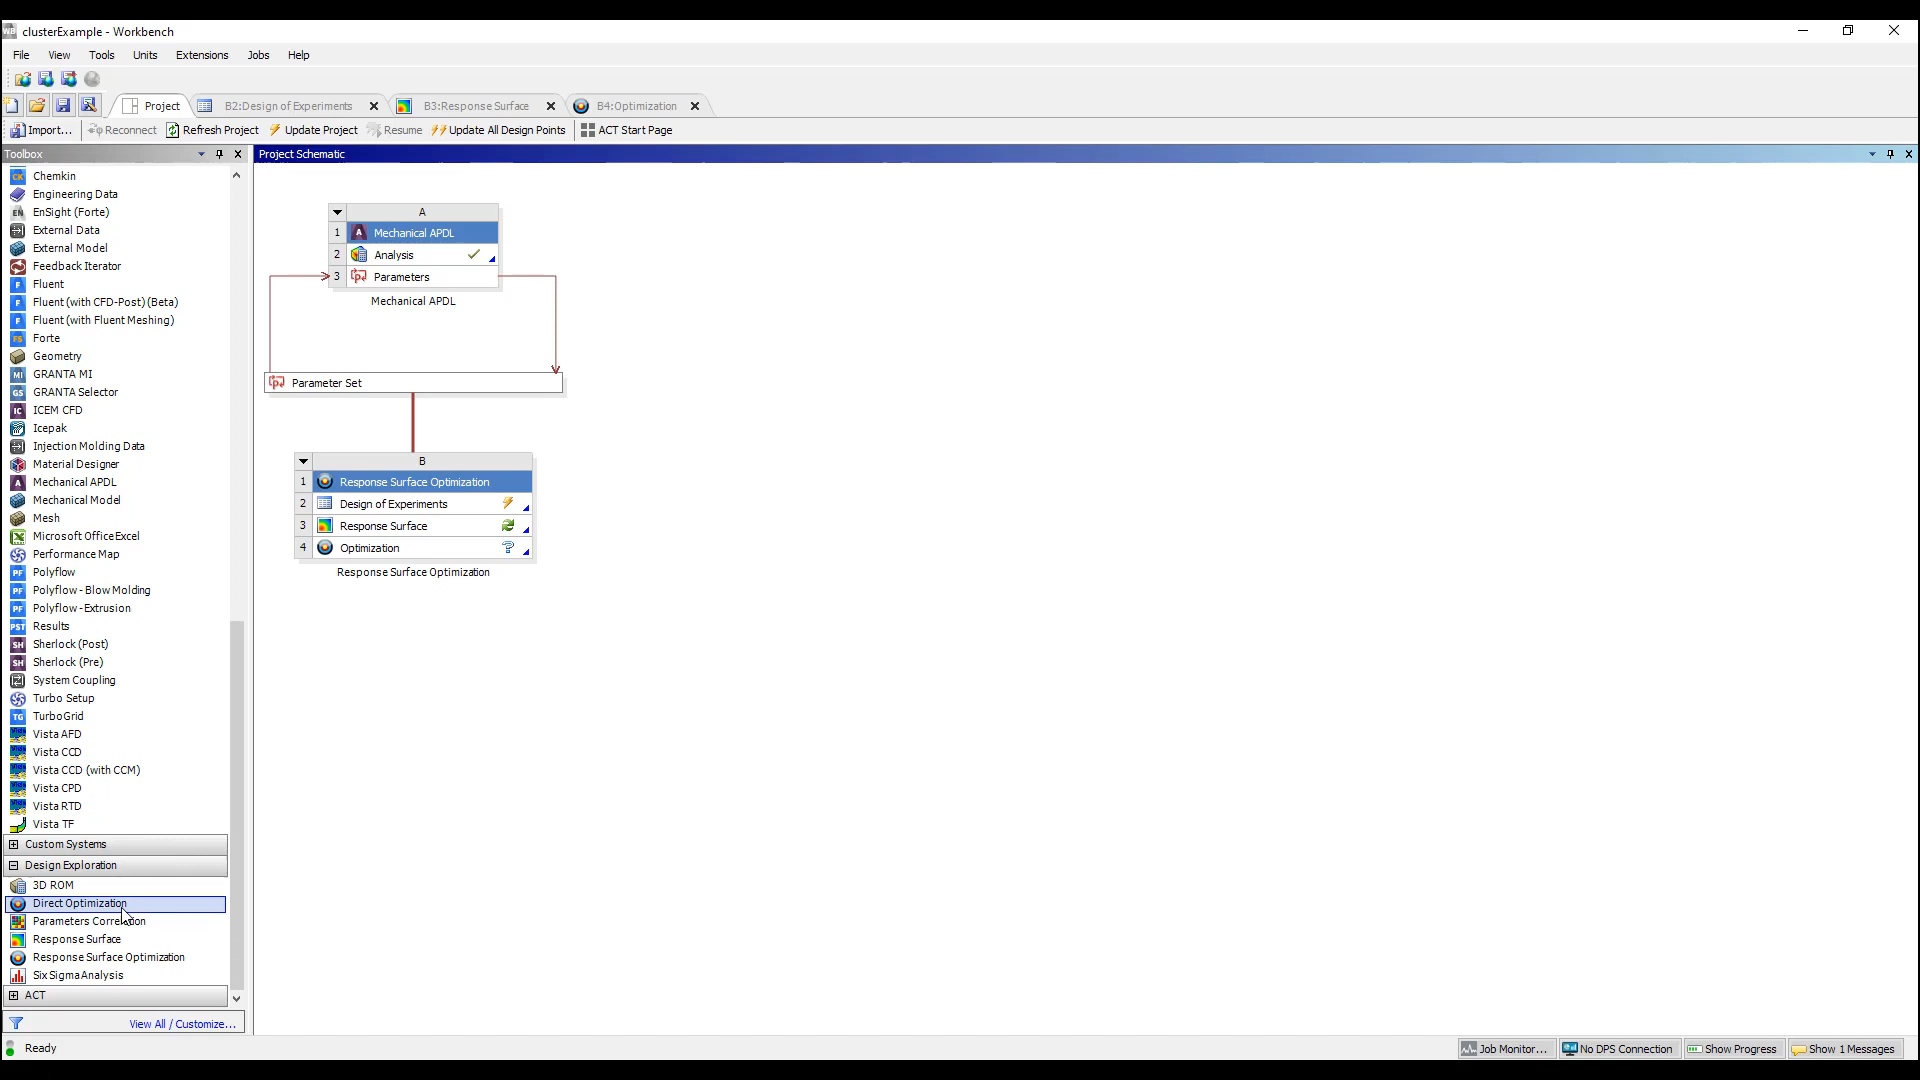 clusterExample - Workbench
File View Tools Units Extensions Jobs Help
Project B2:Design of Experiments B3:Response Surface B4:Optimization
Import... Reconnect Refresh Project Update Project Resume Update All Design Points ACT Start Page
Toolbox
Project Schematic
Chemkin
Engineering Data
EnSight (Forte)
External Data
External Model
Feedback Iterator
Fluent
Fluent (with CFD-Post) (Beta)
Fluent (with Fluent Meshing)
Forte
Geometry
GRANTA MI
GRANTA Selector
ICEM CFD
Icepak
Injection Molding Data
Material Designer
Mechanical APDL
Mechanical Model
Mesh
Microsoft Office Excel
Performance Map
Polyflow
Polyflow - Blow Molding
Polyflow - Extrusion
Results
Sherlock (Post)
Sherlock (Pre)
System Coupling
Turbo Setup
TurboGrid
Vista AFD
Vista CCD
Vista CCD (with CCM)
Vista CPD
Vista RTD
Vista TF
Custom Systems
Design Exploration
3D ROM
Direct Optimization
Parameters Correlation
Response Surface
Response Surface Optimization
Six Sigma Analysis
ACT
View All / Customize...
A
1 Mechanical APDL
2 Analysis
3 Parameters
Mechanical APDL
Parameter Set
B
1 Response Surface Optimization
2 Design of Experiments
3 Response Surface
4 Optimization
Response Surface Optimization
Ready
Job Monitor... No DPS Connection Show Progress Show 1 Messages